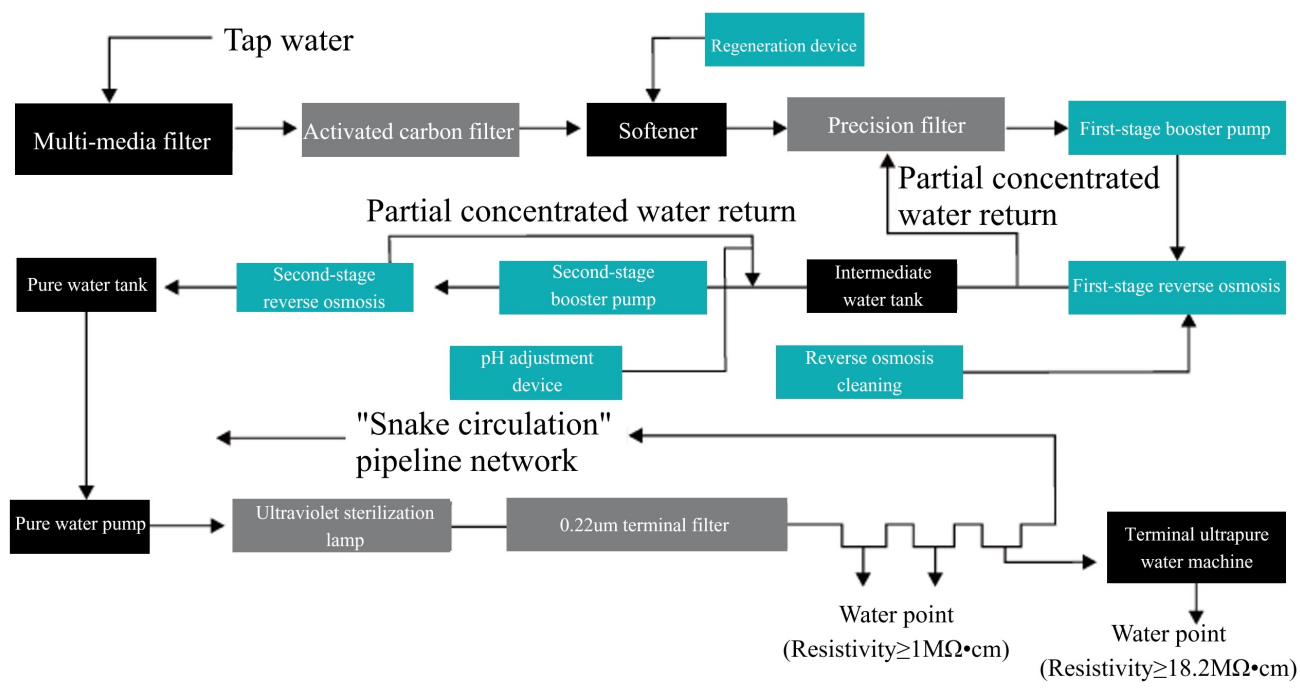 Tap water
Regeneration device
Multi-media filter
Activated carbon filter
Softener
Precision filter
First-stage booster pump
Partial concentrated water return
Partial concentrated
water return
Pure water tank
Second-stage
reverse osmosis
Second-stage
booster pump
Intermediate
water tank
First-stage reverse osmosis
pH adjustment
device
Reverse osmosis
cleaning
"Snake circulation"
pipeline network
Pure water pump
Ultraviolet sterilization
lamp
0.22um terminal filter
Terminal ultrapure
water machine
Water point
(Resistivity≥1MΩ•cm)
Water point
(Resistivity≥18.2MΩ•cm)